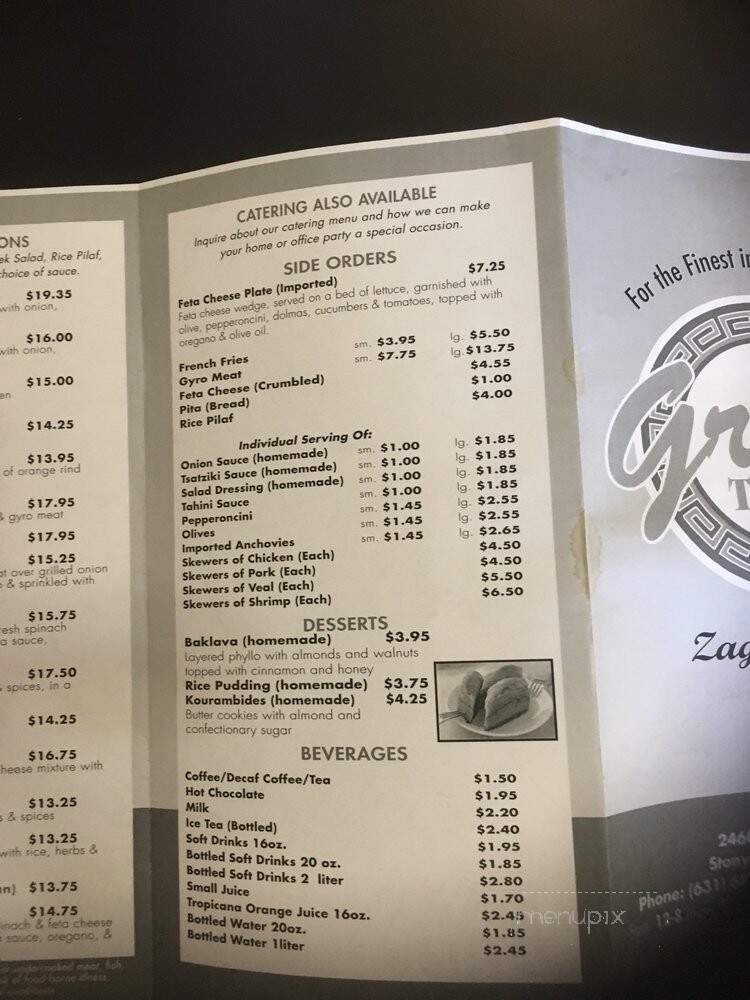 ONS
ek Salad, Rice Pilaf,
choice of sauce.
$19.35
with onion,
$16.00
with onion,
$15.00
en
$14.25
$13.95
of orange rind
$17.95
& gyro meat
$17.95
$15.25
at over grilled onion
& sprinkled with
$15.75
resh spinach
a sauce,
$17.50
spices, in a
$14.25
$16.75
heese mixture with
$13.25
s & spices
$13.25
with rice, herbs &
an) $13.75
$14.75
inach & feta cheese
sauce, oregano, &
CATERING ALSO AVAILABLE
Inquire about our catering menu and how we can make
your home or office party a special occasion.
SIDE ORDERS
Feta Cheese Plate (Imported) $7.25
Feta cheese wedge, served on a bed of lettuce, garnished with
olive, pepperoncini, dolmas, cucumbers & tomatoes, topped with
oregano & olive oil.
French Fries sm. $3.95 lg. $5.50
Gyro Meat sm. $7.75 lg. $13.75
Feta Cheese (Crumbled) $4.55
Pita (Bread) $1.00
Rice Pilaf $4.00
Individual Serving Of:
Onion Sauce (homemade) sm. $1.00 lg. $1.85
Tsatziki Sauce (homemade) sm. $1.00 lg. $1.85
Salad Dressing (homemade) sm. $1.00 lg. $1.85
Tahini Sauce sm. $1.00 lg. $1.85
Pepperoncini sm. $1.45 lg. $2.55
Olives sm. $1.45 lg. $2.55
Imported Anchovies sm. $1.45 lg. $2.65
Skewers of Chicken (Each) $4.50
Skewers of Pork (Each) $4.50
Skewers of Veal (Each) $5.50
Skewers of Shrimp (Each) $6.50
DESSERTS
Baklava (homemade) $3.95
Layered phyllo with almonds and walnuts
topped with cinnamon and honey
Rice Pudding (homemade) $3.75
Kourambides (homemade) $4.25
Butter cookies with almond and
confectionary sugar
BEVERAGES
Coffee/Decaf Coffee/Tea $1.50
Hot Chocolate $1.95
Milk $2.20
Ice Tea (Bottled) $2.40
Soft Drinks 16oz. $1.95
Bottled Soft Drinks 20 oz. $1.85
Bottled Soft Drinks 2 liter $2.80
Small Juice $1.70
Tropicana Orange Juice 16oz. $2.45
Bottled Water 20oz. $1.85
Bottled Water 1liter $2.45
For the Finest in
Gr
T
Zag
246
Stony
Phone: (631)
menupix